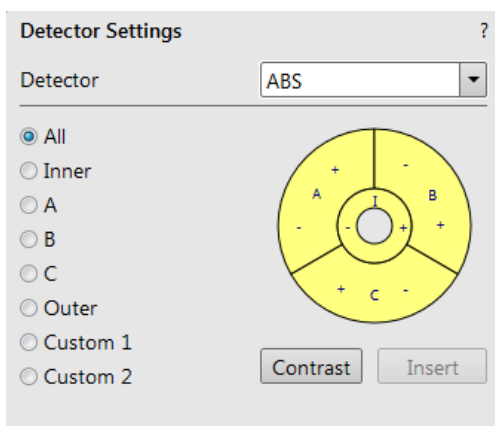 Detector Settings ?
Detector ABS
All
Inner
A
B
C
Outer
Custom 1
Custom 2
+ -
A I B
- - + +
+ C -
Contrast Insert